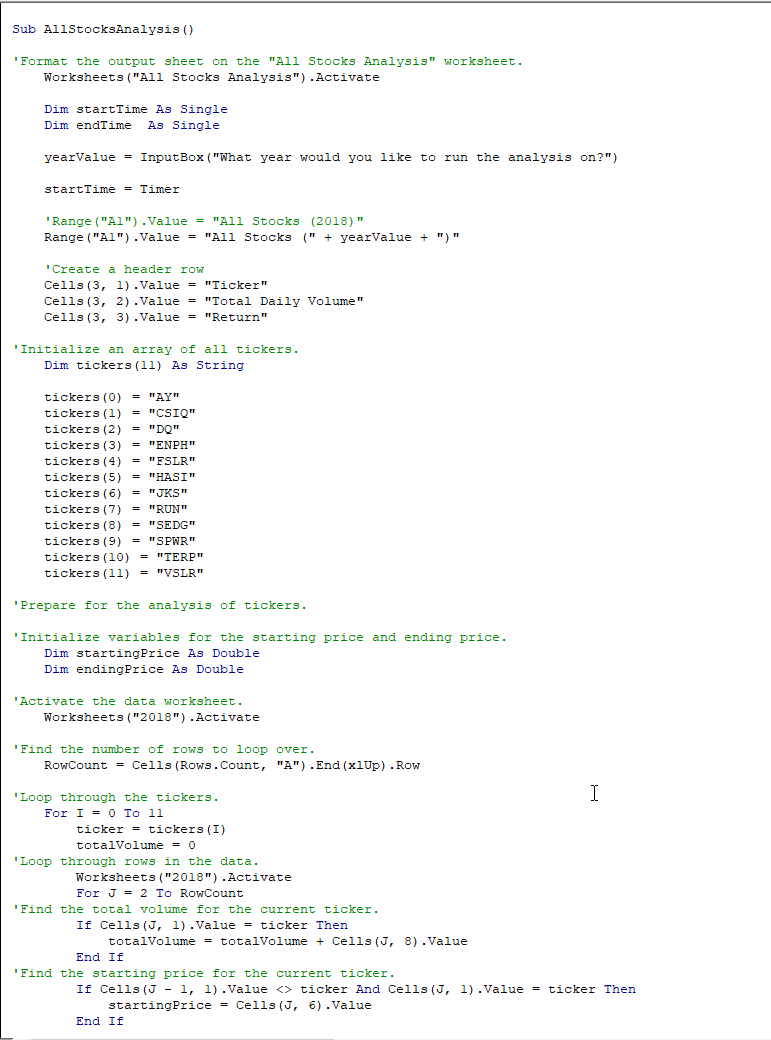 Sub AllStocksAnalysis()
'Format the output sheet on the "All Stocks Analysis" worksheet.
Worksheets("All Stocks Analysis").Activate
Dim startTime As Single
Dim endTime  As Single
yearValue = InputBox("What year would you like to run the analysis on?")
startTime = Timer
'Range("A1").Value = "All Stocks (2018)"
Range("A1").Value = "All Stocks (" + yearValue + ")"
'Create a header row
Cells(3, 1).Value = "Ticker"
Cells(3, 2).Value = "Total Daily Volume"
Cells(3, 3).Value = "Return"
'Initialize an array of all tickers.
Dim tickers(11) As String
tickers(0) = "AY"
tickers(1) = "CSIQ"
tickers(2) = "DQ"
tickers(3) = "ENPH"
tickers(4) = "FSLR"
tickers(5) = "HASI"
tickers(6) = "JKS"
tickers(7) = "RUN"
tickers(8) = "SEDG"
tickers(9) = "SPWR"
tickers(10) = "TERP"
tickers(11) = "VSLR"
'Prepare for the analysis of tickers.
'Initialize variables for the starting price and ending price.
Dim startingPrice As Double
Dim endingPrice As Double
'Activate the data worksheet.
Worksheets("2018").Activate
'Find the number of rows to loop over.
RowCount = Cells(Rows.Count, "A").End(xlUp).Row
'Loop through the tickers.
For I = 0 To 11
ticker = tickers(I)
totalVolume = 0
'Loop through rows in the data.
Worksheets("2018").Activate
For J = 2 To RowCount
'Find the total volume for the current ticker.
If Cells(J, 1).Value = ticker Then
totalVolume = totalVolume + Cells(J, 8).Value
End If
'Find the starting price for the current ticker.
If Cells(J - 1, 1).Value <> ticker And Cells(J, 1).Value = ticker Then
startingPrice = Cells(J, 6).Value
End If